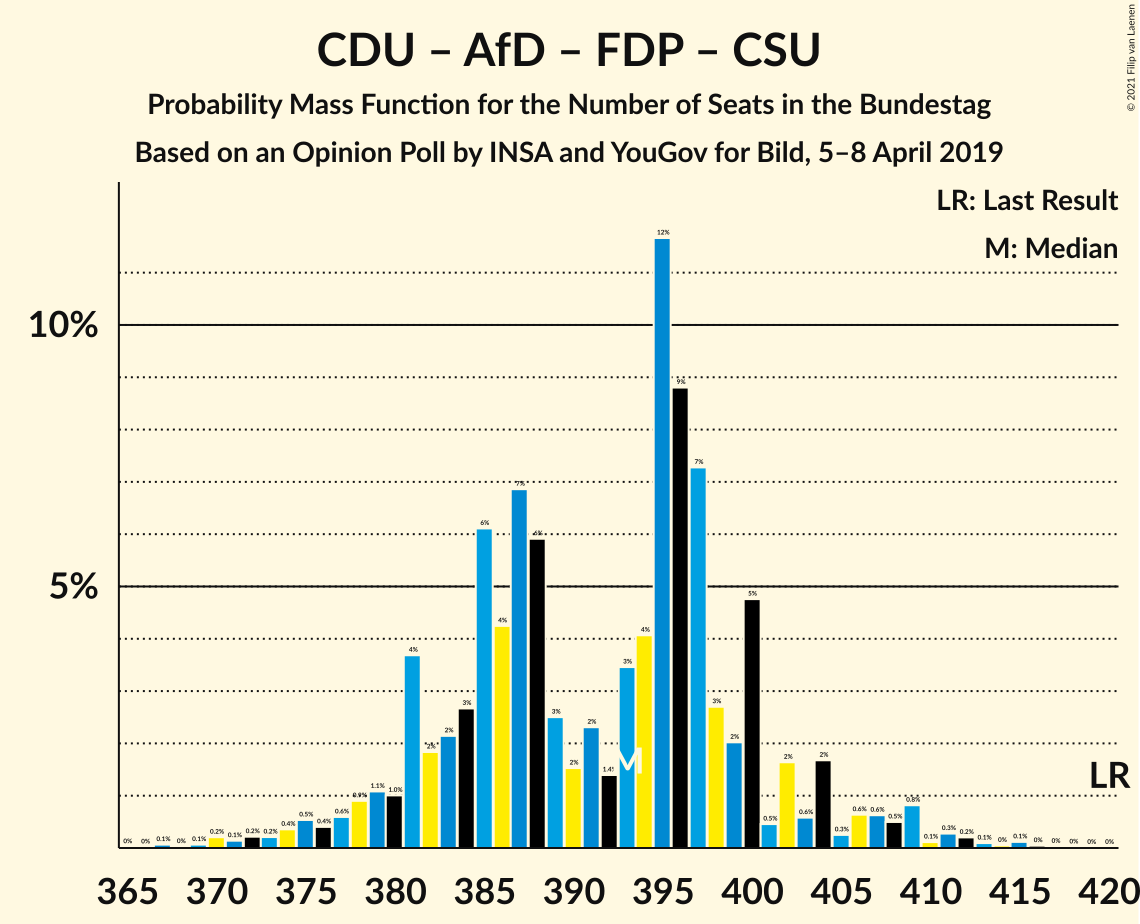 CDU – AfD – FDP – CSU
Probability Mass Function for the Number of Seats in the Bundestag
Based on an Opinion Poll by INSA and YouGov for Bild, 5–8 April 2019
© 2021 Filip van Laenen
LR: Last Result
M: Median
10%
5%
0% 0% 0.1% 0% 0.1% 0.2% 0.1% 0.2% 0.2% 0.4% 0.5% 0.4% 0.6% 0.9% 1.1% 1.0% 4% 2% 2% 3% 6% 4% 7% 6% 3% 2% 2% 1.4% 3% 4% 12% 9% 7% 3% 2% 5% 0.5% 2% 0.6% 2% 0.3% 0.6% 0.6% 0.5% 0.8% 0.1% 0.3% 0.2% 0.1% 0% 0.1% 0% 0% 0% 0% 0%
M
LR
365 370 375 380 385 390 395 400 405 410 415 420